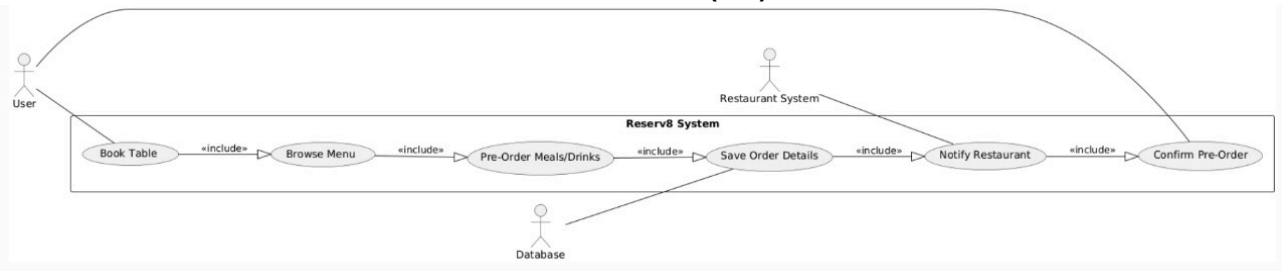 User
Restaurant System
Reserv8 System
Book Table
«include»
Browse Menu
«include»
Pre-Order Meals/Drinks
«include»
Save Order Details
«include»
Notify Restaurant
«include»
Confirm Pre-Order
Database